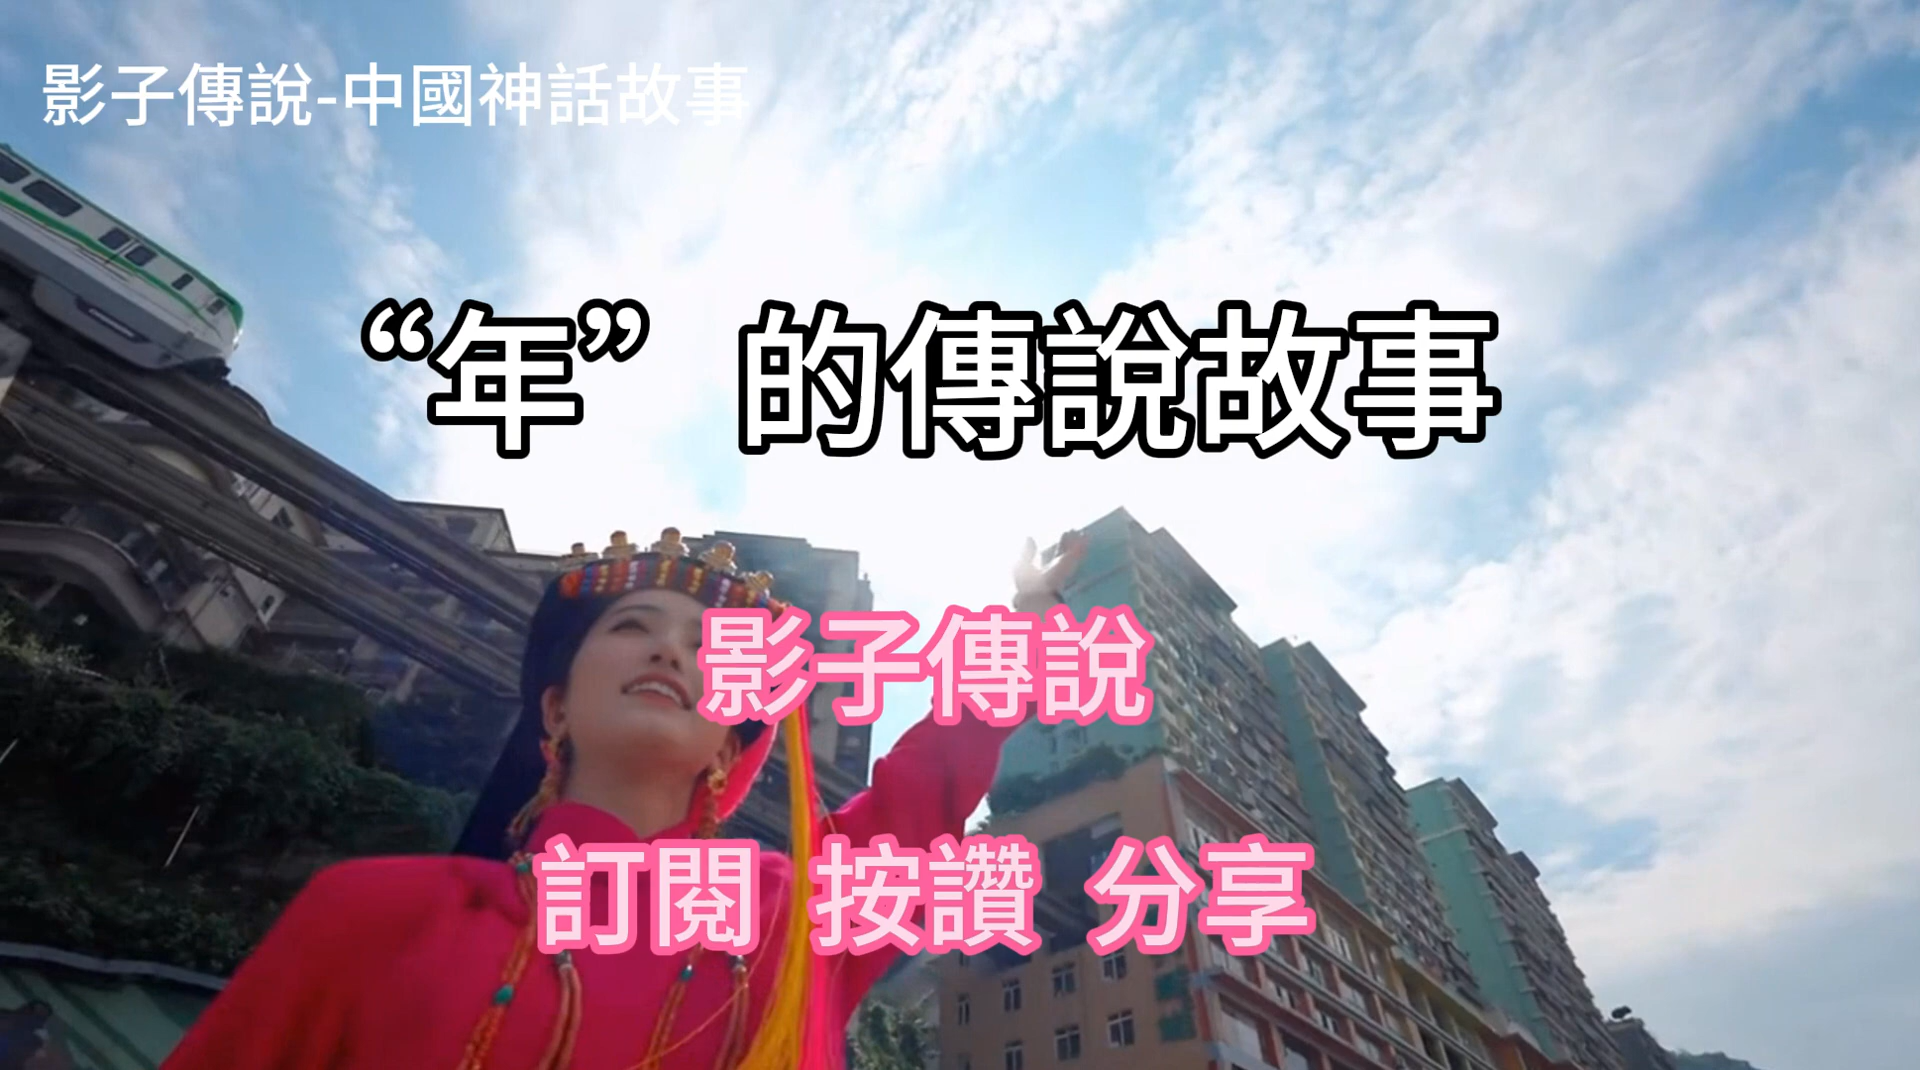 影子傳說-中國神話故事
“年”的傳說故事
影子傳說
訂閱 按讚 分享